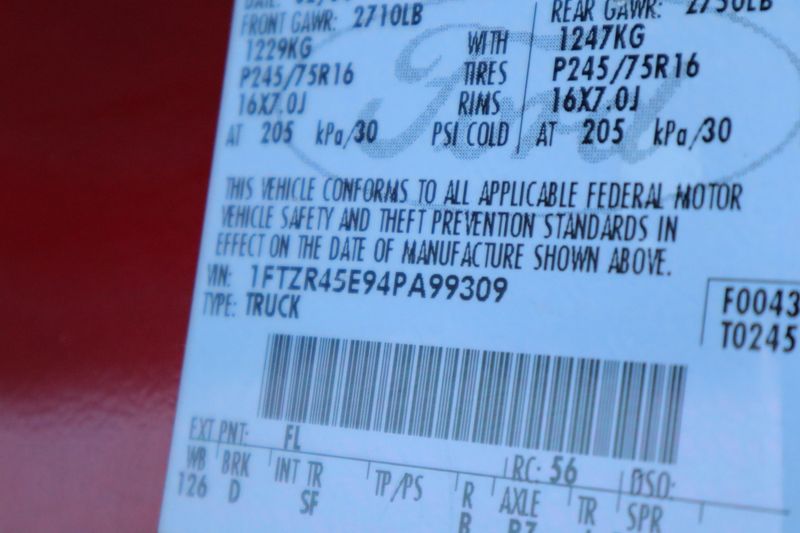 FRONT GAWR: 2710LB REAR GAWR: 2750LB
1229KG WITH 1247KG
P245/75R16 TIRES P245/75R16
16X7.0J RIMS 16X7.0J
AT 205 kPa/30 PSI COLD AT 205 kPa/30
Ford
THIS VEHICLE CONFORMS TO ALL APPLICABLE FEDERAL MOTOR
VEHICLE SAFETY AND THEFT PREVENTION STANDARDS IN
EFFECT ON THE DATE OF MANUFACTURE SHOWN ABOVE.
VIN: 1FTZR45E94PA99309
TYPE: TRUCK
F0043
T0245
EXT PNT: FL
RC: 56 DSO:
WB BRK INT TR TP/PS R AXLE TR SPR
126 D SF